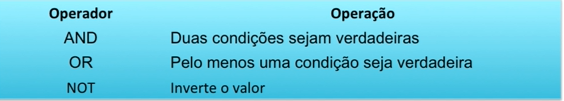 Operador Operação
AND Duas condições sejam verdadeiras
OR Pelo menos uma condição seja verdadeira
NOT Inverte o valor